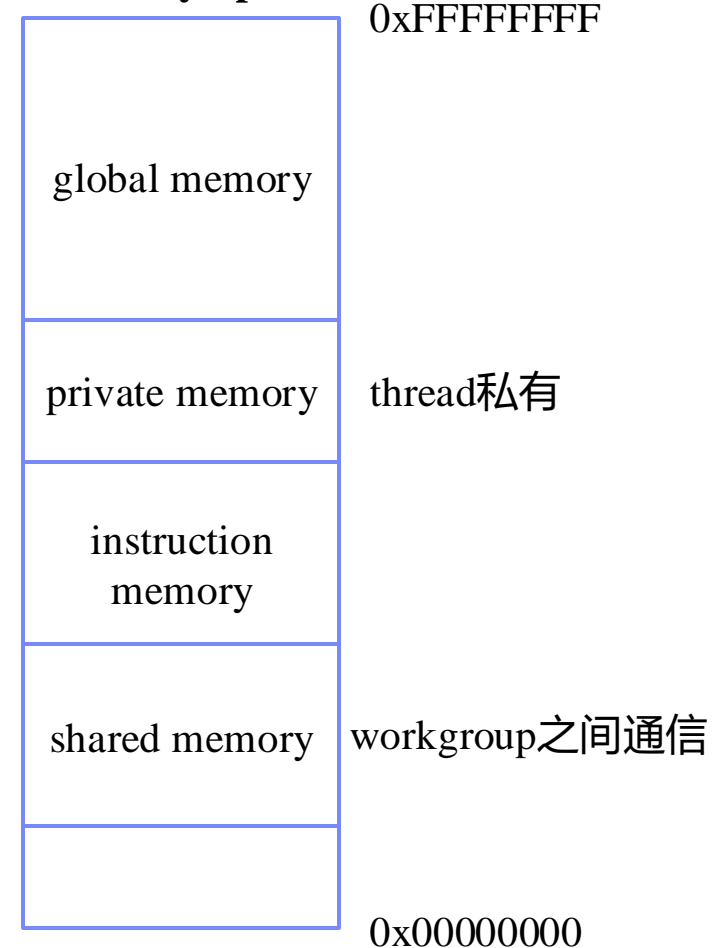 0xFFFFFFFF
global memory
private memory
thread私有
instruction
memory
shared memory
workgroup之间通信
0x00000000